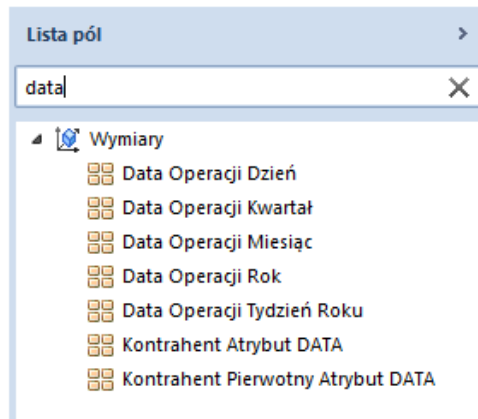 Lista pól
data
Wymiary
Data Operacji Dzień
Data Operacji Kwartał
Data Operacji Miesiąc
Data Operacji Rok
Data Operacji Tydzień Roku
Kontrahent Atrybut DATA
Kontrahent Pierwotny Atrybut DATA